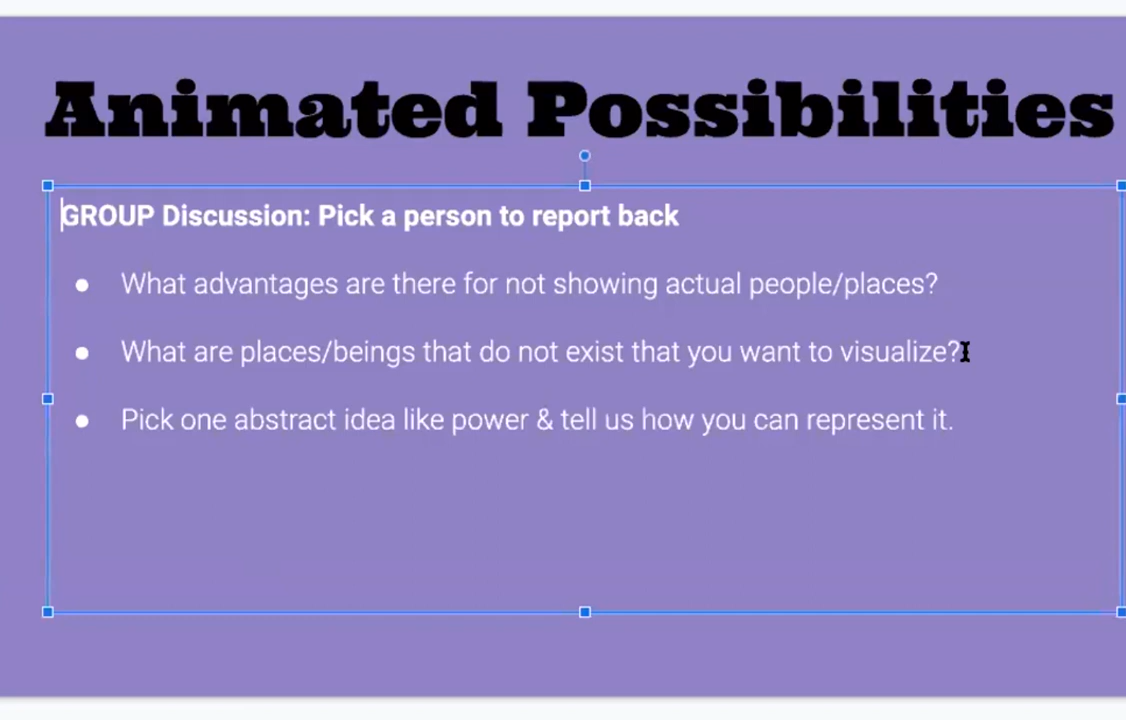 Animated Possibilities
GROUP Discussion: Pick a person to report back
● What advantages are there for not showing actual people/places?
● What are places/beings that do not exist that you want to visualize?
● Pick one abstract idea like power & tell us how you can represent it.